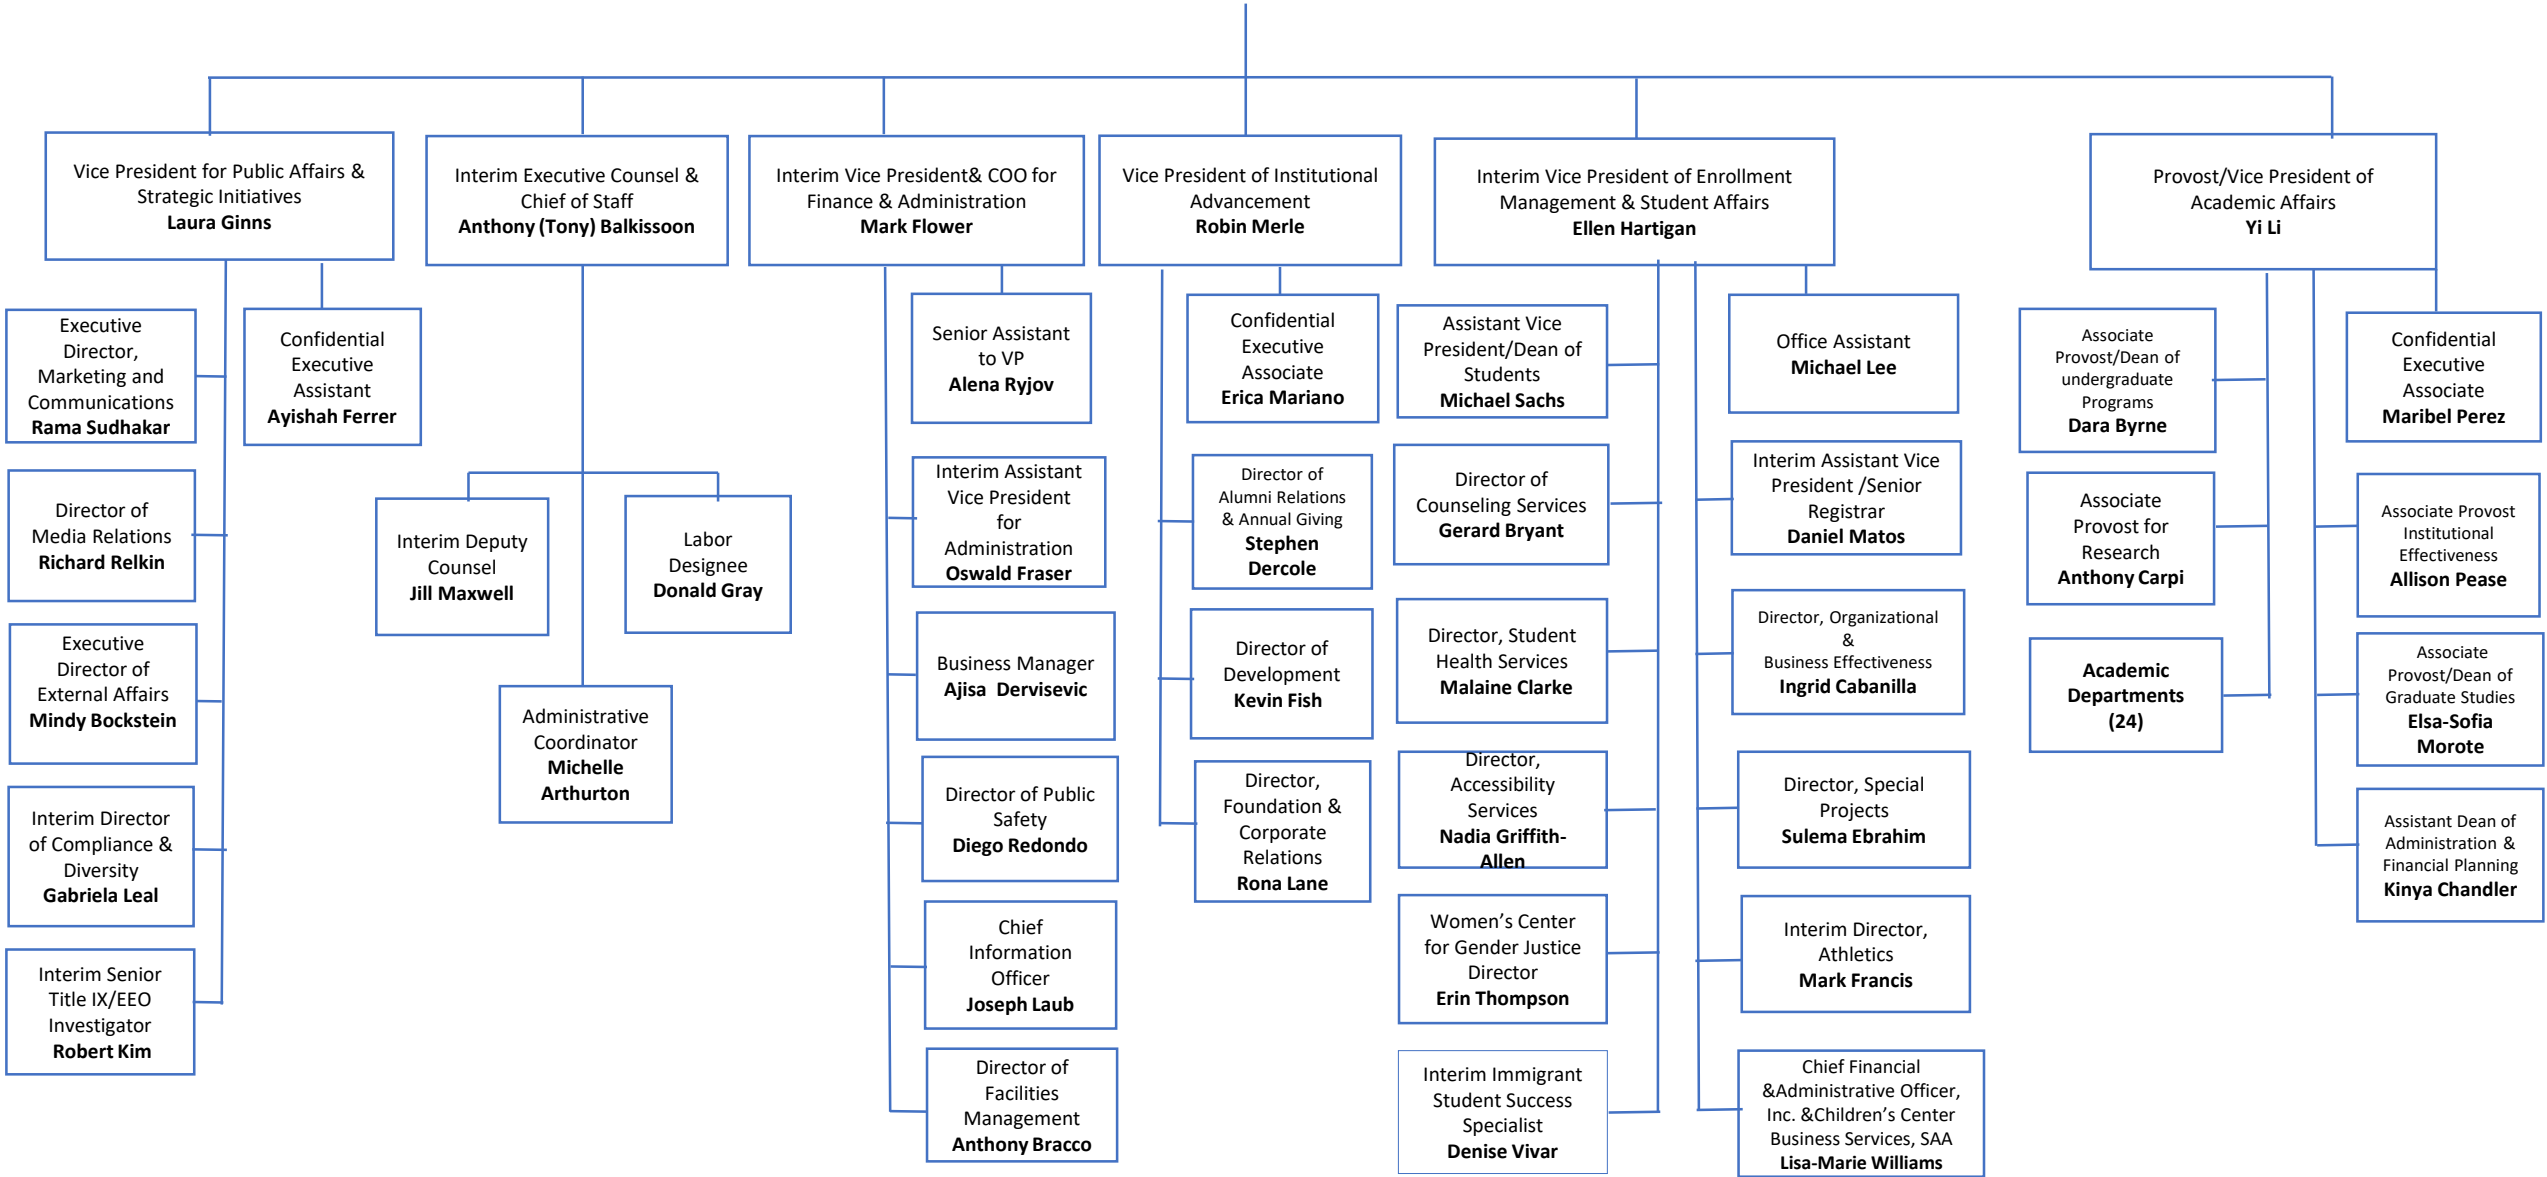 Vice President for Public Affairs &
Strategic Initiatives
Laura Ginns
Interim Executive Counsel &
Chief of Staff
Anthony (Tony) Balkissoon
Interim Vice President& COO for
Finance & Administration
Mark Flower
Vice President of Institutional
Advancement
Robin Merle
Interim Vice President of Enrollment
Management & Student Affairs
Ellen Hartigan
Provost/Vice President of
Academic Affairs
Yi Li
Executive
Director,
Marketing and
Communications
Rama Sudhakar
Confidential
Executive
Assistant
Ayishah Ferrer
Director of
Media Relations
Richard Relkin
Executive
Director of
External Affairs
Mindy Bockstein
Interim Director
of Compliance &
Diversity
Gabriela Leal
Interim Senior
Title IX/EEO
Investigator
Robert Kim
Interim Deputy
Counsel
Jill Maxwell
Labor
Designee
Donald Gray
Administrative
Coordinator
Michelle
Arthurton
Senior Assistant
to VP
Alena Ryjov
Interim Assistant
Vice President
for
Administration
Oswald Fraser
Business Manager
Ajisa  Dervisevic
Director of Public
Safety
Diego Redondo
Chief
Information
Officer
Joseph Laub
Director of
Facilities
Management
Anthony Bracco
Confidential
Executive
Associate
Erica Mariano
Director of
Alumni Relations
& Annual Giving
Stephen
Dercole
Director of
Development
Kevin Fish
Director,
Foundation &
Corporate
Relations
Rona Lane
Assistant Vice
President/Dean of
Students
Michael Sachs
Office Assistant
Michael Lee
Director of
Counseling Services
Gerard Bryant
Interim Assistant Vice
President /Senior
Registrar
Daniel Matos
Director, Student
Health Services
Malaine Clarke
Director, Organizational
&
Business Effectiveness
Ingrid Cabanilla
Director,
Accessibility
Services
Nadia Griffith-
Allen
Director, Special
Projects
Sulema Ebrahim
Women’s Center
for Gender Justice
Director
Erin Thompson
Interim Director,
Athletics
Mark Francis
Interim Immigrant
Student Success
Specialist
Denise Vivar
Chief Financial
&Administrative Officer,
Inc. &Children’s Center
Business Services, SAA
Lisa-Marie Williams
Associate
Provost/Dean of
undergraduate
Programs
Dara Byrne
Confidential
Executive
Associate
Maribel Perez
Associate
Provost for
Research
Anthony Carpi
Associate Provost
Institutional
Effectiveness
Allison Pease
Academic
Departments
(24)
Associate
Provost/Dean of
Graduate Studies
Elsa-Sofia
Morote
Assistant Dean of
Administration &
Financial Planning
Kinya Chandler